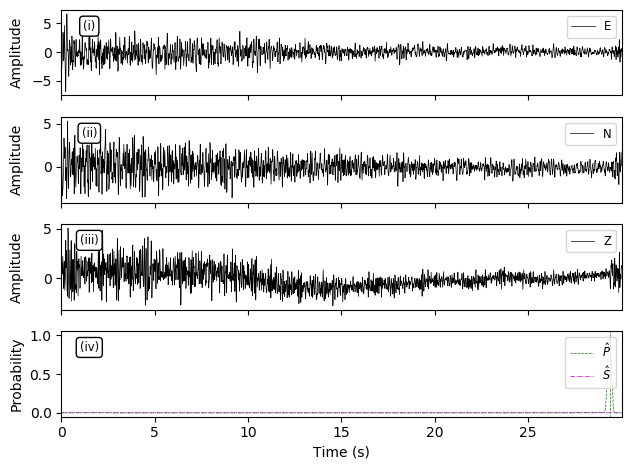 Amplitude
5
0
−5
(i)
E
Amplitude
5
0
(ii)
N
Amplitude
5
0
(iii)
Z
Probability
1.0
0.5
0.0
(iv)
P̂
Ŝ
0 5 10 15 20 25
Time (s)